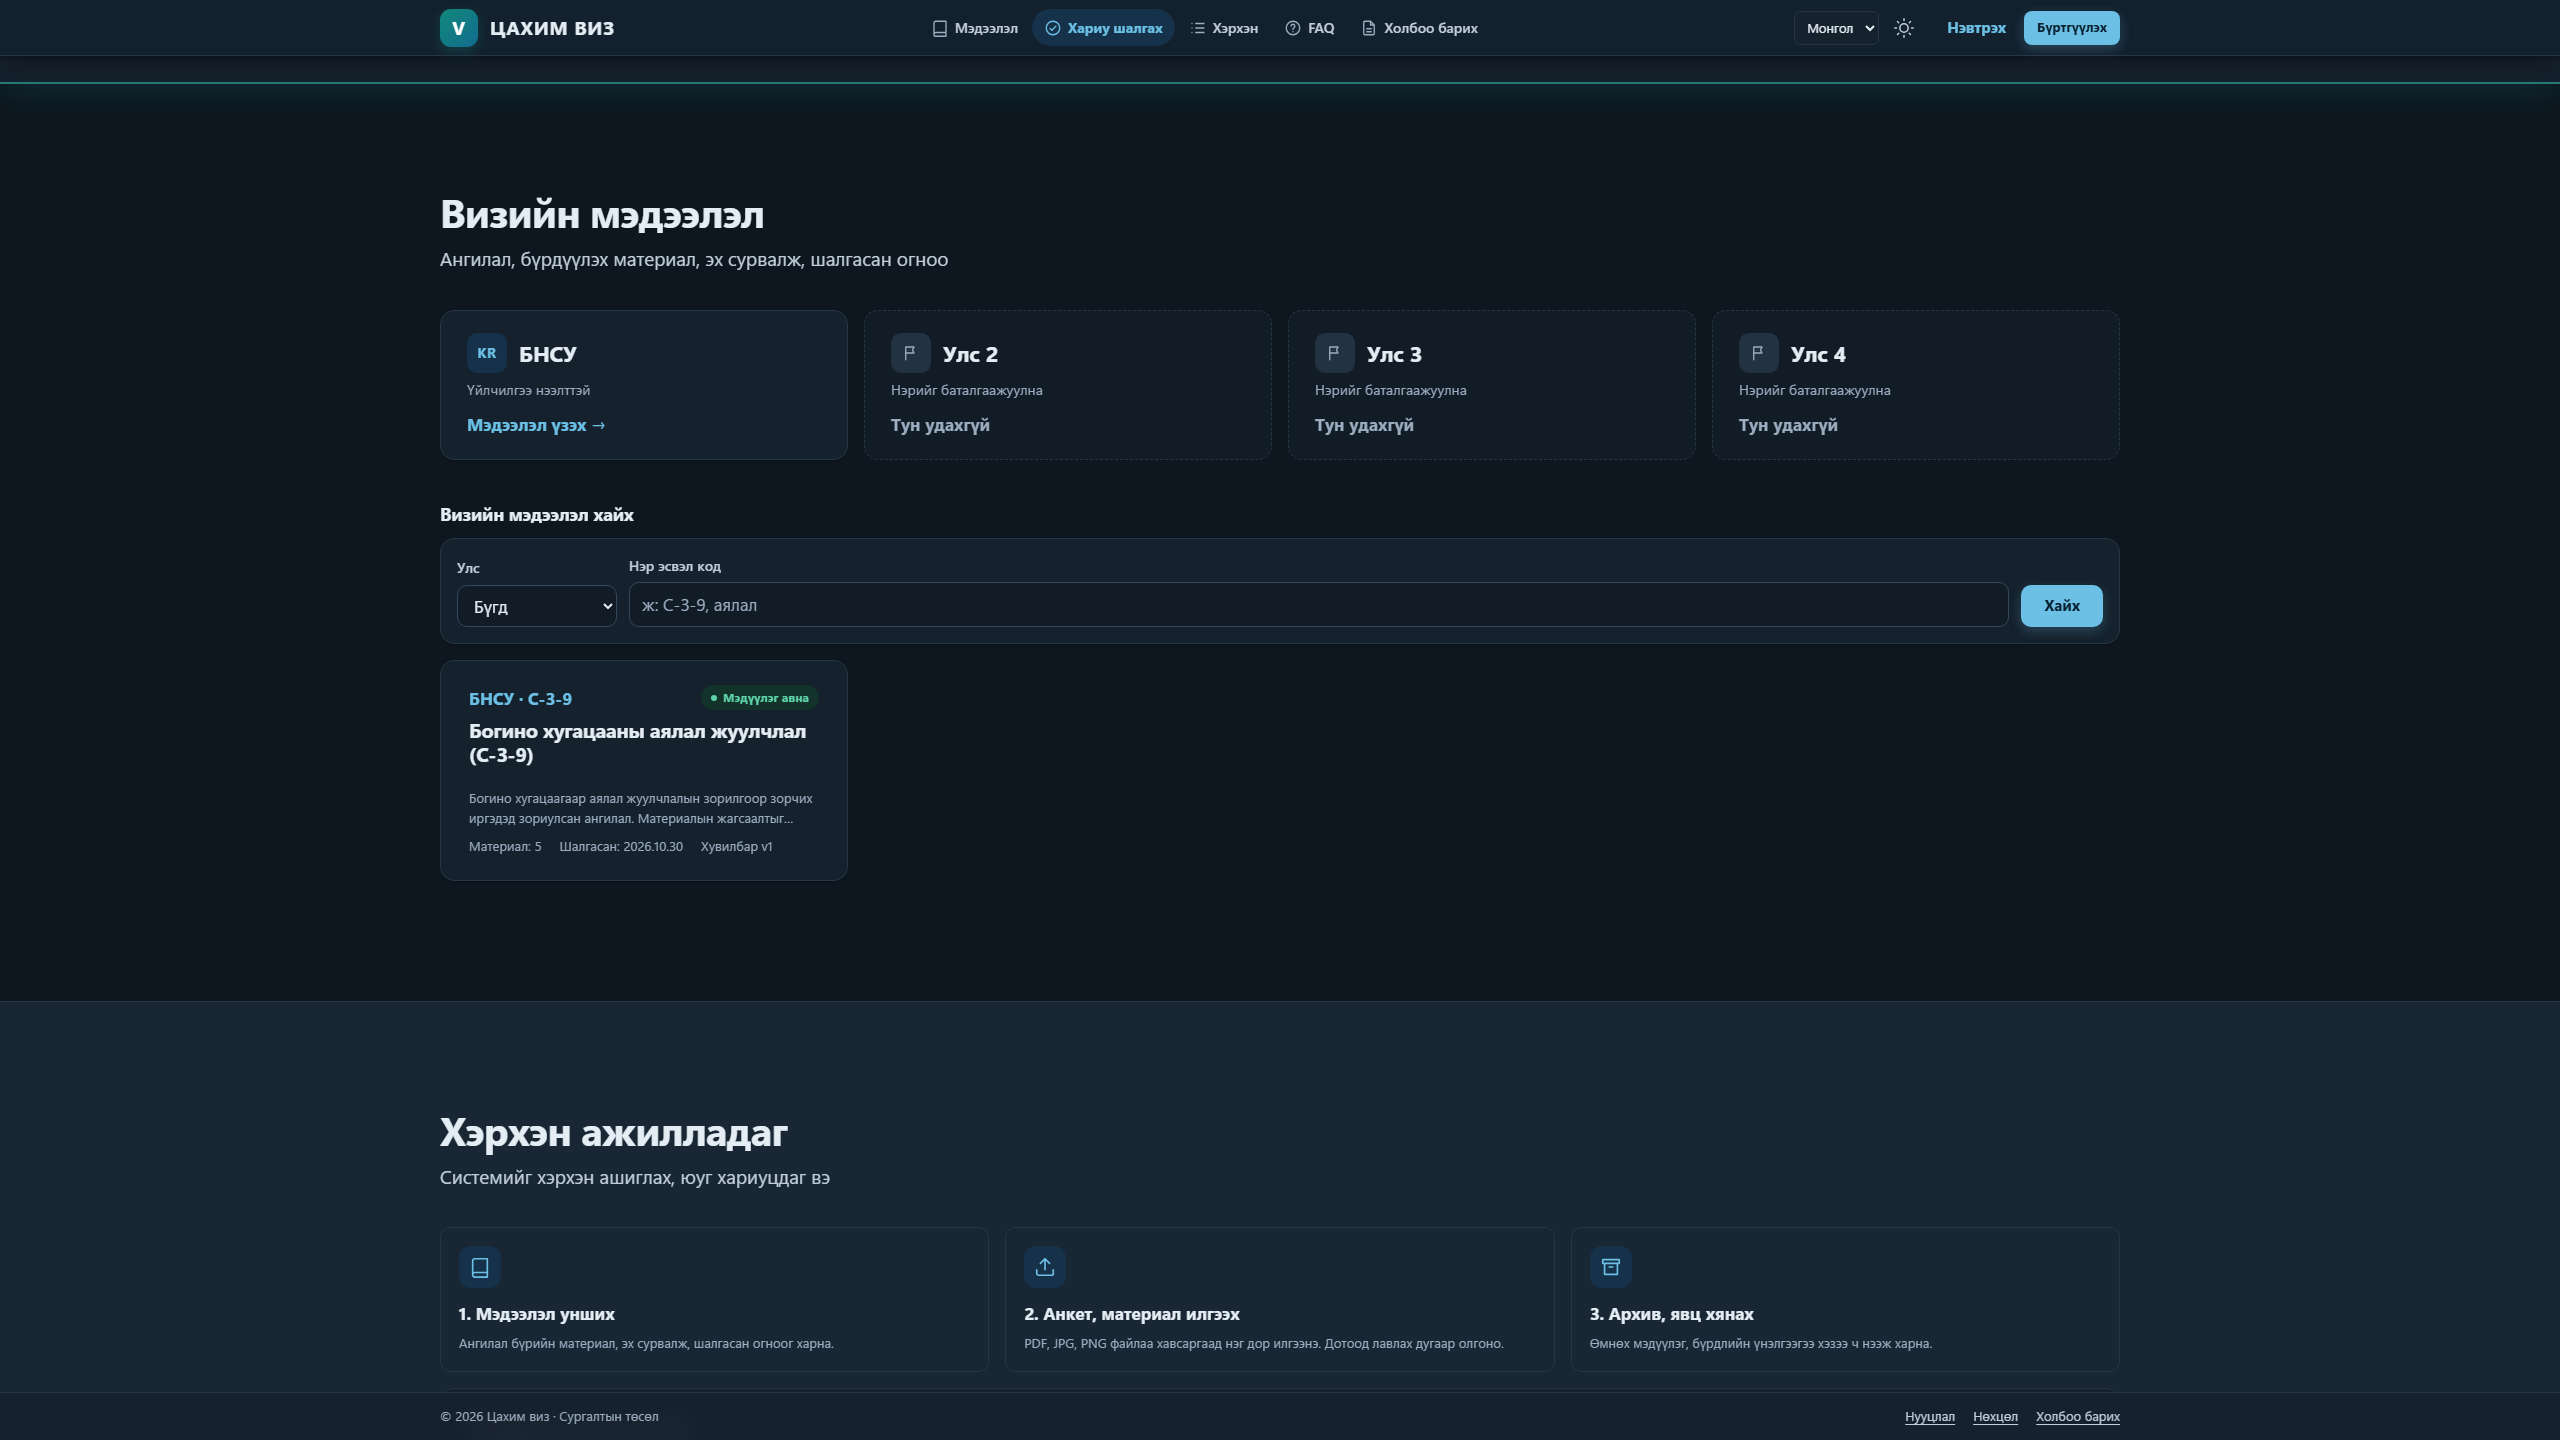 V ЦАХИМ ВИЗ
Мэдээлэл
Хариу шалгах
Хэрхэн
FAQ
Холбоо барих
Монгол
Нэвтрэх
Бүртгүүлэх
Визийн мэдээлэл
Ангилал, бүрдүүлэх материал, эх сурвалж, шалгасан огноо
KR БНСУ
Үйлчилгээ нээлттэй
Мэдээлэл үзэх →
Улс 2
Нэрийг баталгаажуулна
Тун удахгүй
Улс 3
Нэрийг баталгаажуулна
Тун удахгүй
Улс 4
Нэрийг баталгаажуулна
Тун удахгүй
Визийн мэдээлэл хайх
Улс
Бүгд
Нэр эсвэл код
ж: C-3-9, аялал
Хайх
БНСУ · C-3-9
Мэдүүлэг авна
Богино хугацааны аялал жуулчлал
(C-3-9)
Богино хугацаагаар аялал жуулчлалын зорилгоор зорчих
иргэдэд зориулсан ангилал. Материалын жагсаалтыг...
Материал: 5 Шалгасан: 2026.10.30 Хувилбар v1
Хэрхэн ажилладаг
Системийг хэрхэн ашиглах, юуг хариуцдаг вэ
1. Мэдээлэл унших
Ангилал бүрийн материал, эх сурвалж, шалгасан огноог харна.
2. Анкет, материал илгээх
PDF, JPG, PNG файлаа хавсаргаад нэг дор илгээнэ. Дотоод лавлах дугаар олгоно.
3. Архив, явц хянах
Өмнөх мэдүүлэг, бүрдлийн үнэлгээгээ хэзээ ч нээж харна.
© 2026 Цахим виз · Сургалтын төсөл
Нууцлал
Нөхцөл
Холбоо барих